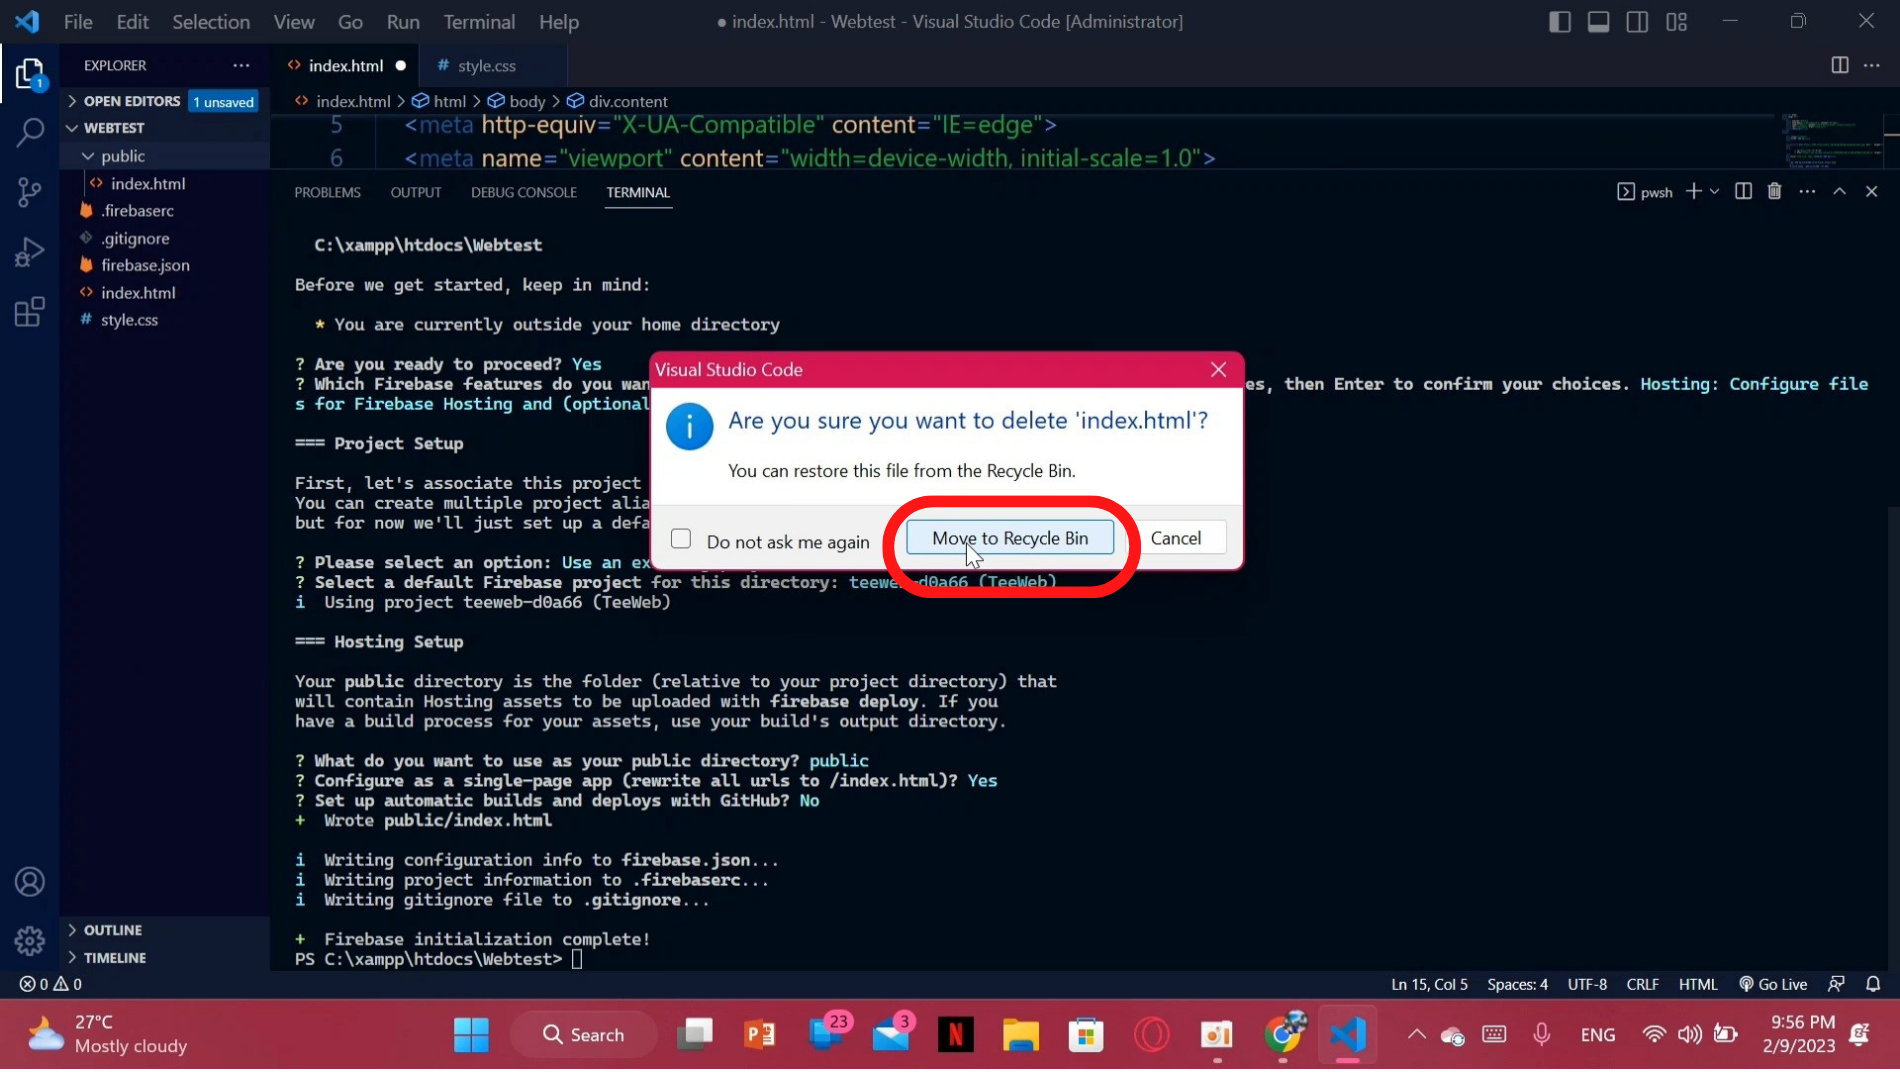 File Edit Selection View Go Run Terminal Help
● index.html - Webtest - Visual Studio Code [Administrator]
EXPLORER ···
index.html ●
# style.css
OPEN EDITORS 1 unsaved
index.html > html > body > div.content
WEBTEST
public
index.html
.firebaserc
.gitignore
firebase.json
index.html
# style.css
5 <meta http-equiv="X-UA-Compatible" content="IE=edge">
6 <meta name="viewport" content="width=device-width, initial-scale=1.0">
PROBLEMS OUTPUT DEBUG CONSOLE TERMINAL
pwsh
C:\xampp\htdocs\Webtest
Before we get started, keep in mind:
* You are currently outside your home directory
? Are you ready to proceed? Yes
? Which Firebase features do you wan
es, then Enter to confirm your choices. Hosting: Configure file
s for Firebase Hosting and (optional
=== Project Setup
First, let's associate this project
You can create multiple project alia
but for now we'll just set up a defa
? Please select an option: Use an ex
? Select a default Firebase project for this directory: teeweb-d0a66 (TeeWeb)
i Using project teeweb-d0a66 (TeeWeb)
=== Hosting Setup
Your public directory is the folder (relative to your project directory) that
will contain Hosting assets to be uploaded with firebase deploy. If you
have a build process for your assets, use your build's output directory.
? What do you want to use as your public directory? public
? Configure as a single-page app (rewrite all urls to /index.html)? Yes
? Set up automatic builds and deploys with GitHub? No
+ Wrote public/index.html
i Writing configuration info to firebase.json...
i Writing project information to .firebaserc...
i Writing gitignore file to .gitignore...
+ Firebase initialization complete!
PS C:\xampp\htdocs\Webtest>
Visual Studio Code
Are you sure you want to delete 'index.html'?
You can restore this file from the Recycle Bin.
Do not ask me again
Move to Recycle Bin
Cancel
1
OUTLINE
TIMELINE
0 0
Ln 15, Col 5 Spaces: 4 UTF-8 CRLF HTML Go Live
27°C
Mostly cloudy
Search
23
3
ENG
9:56 PM
2/9/2023